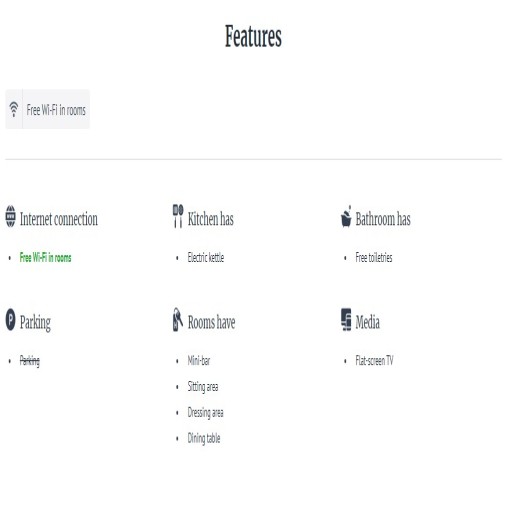 Features
Free Wi-Fi in rooms
Internet connection
Free Wi-Fi in rooms
Kitchen has
Electric kettle
Bathroom has
Free toiletries
Parking
Parking
Rooms have
Mini-bar
Sitting area
Dressing area
Dining table
Media
Flat-screen TV